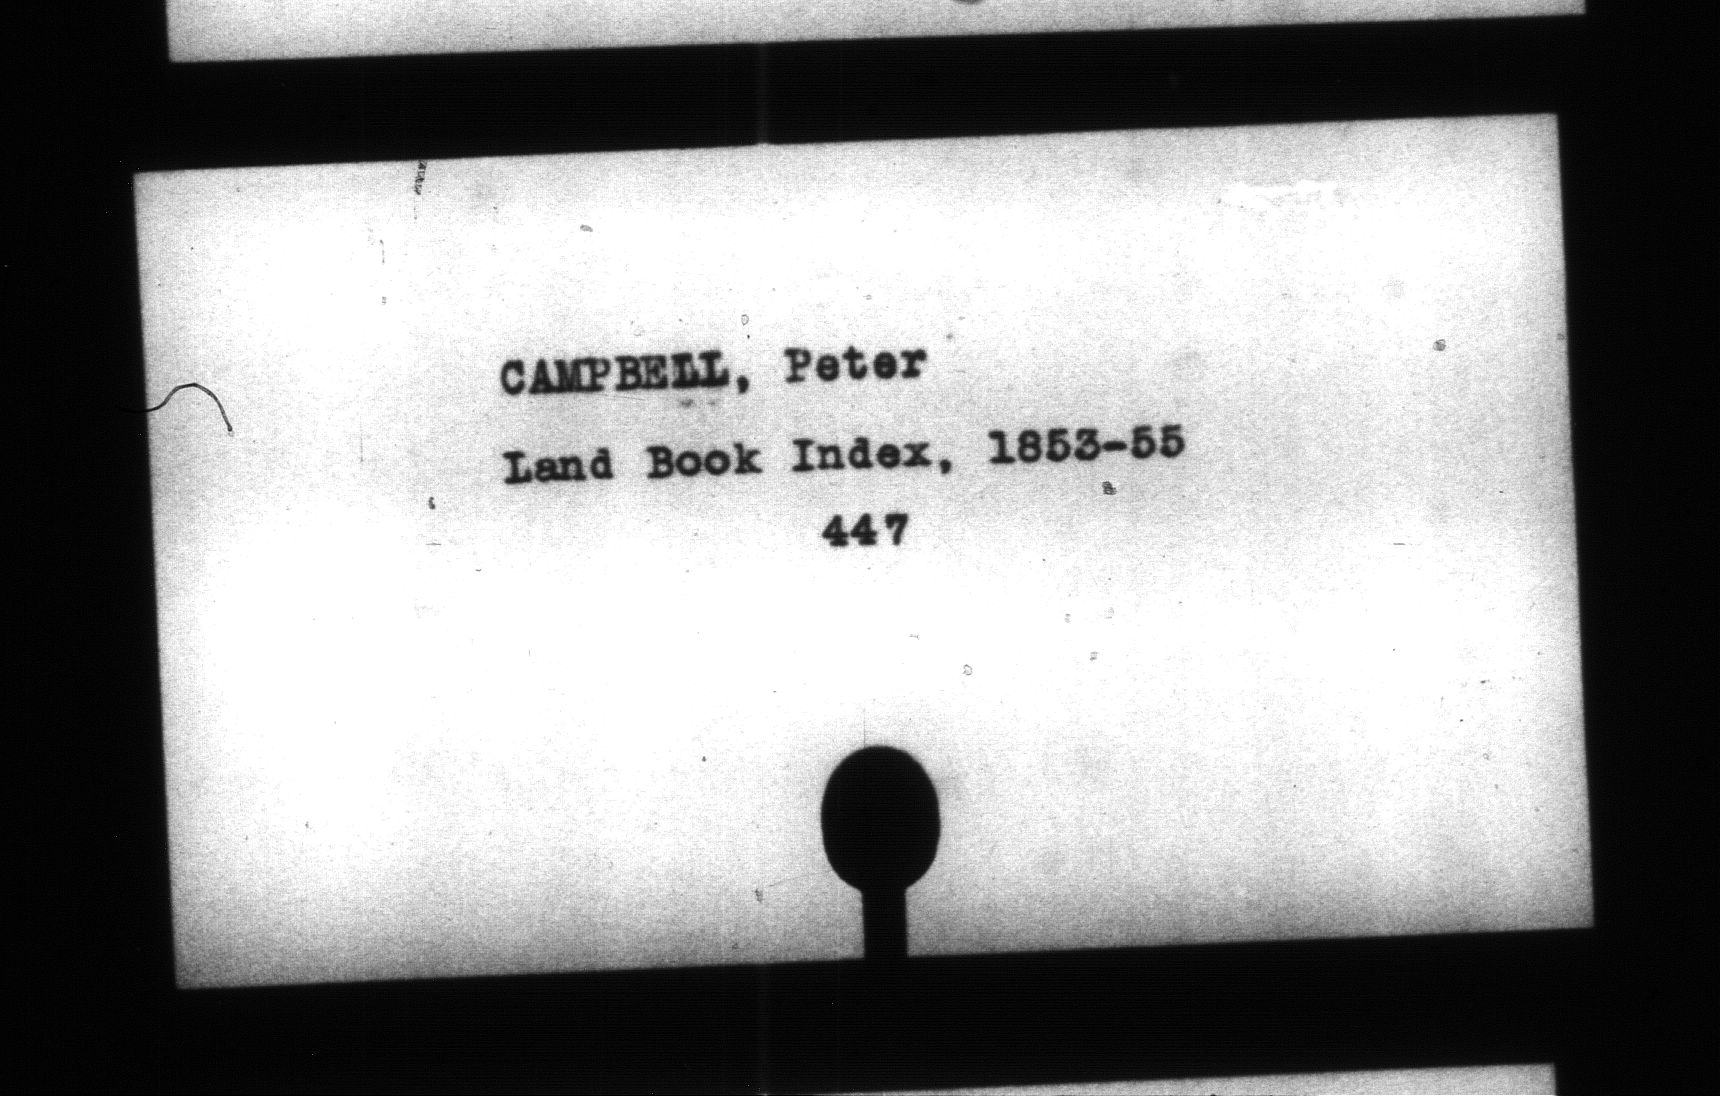 CAMPBELL, Peter
Land Book Index, 1853-55
447